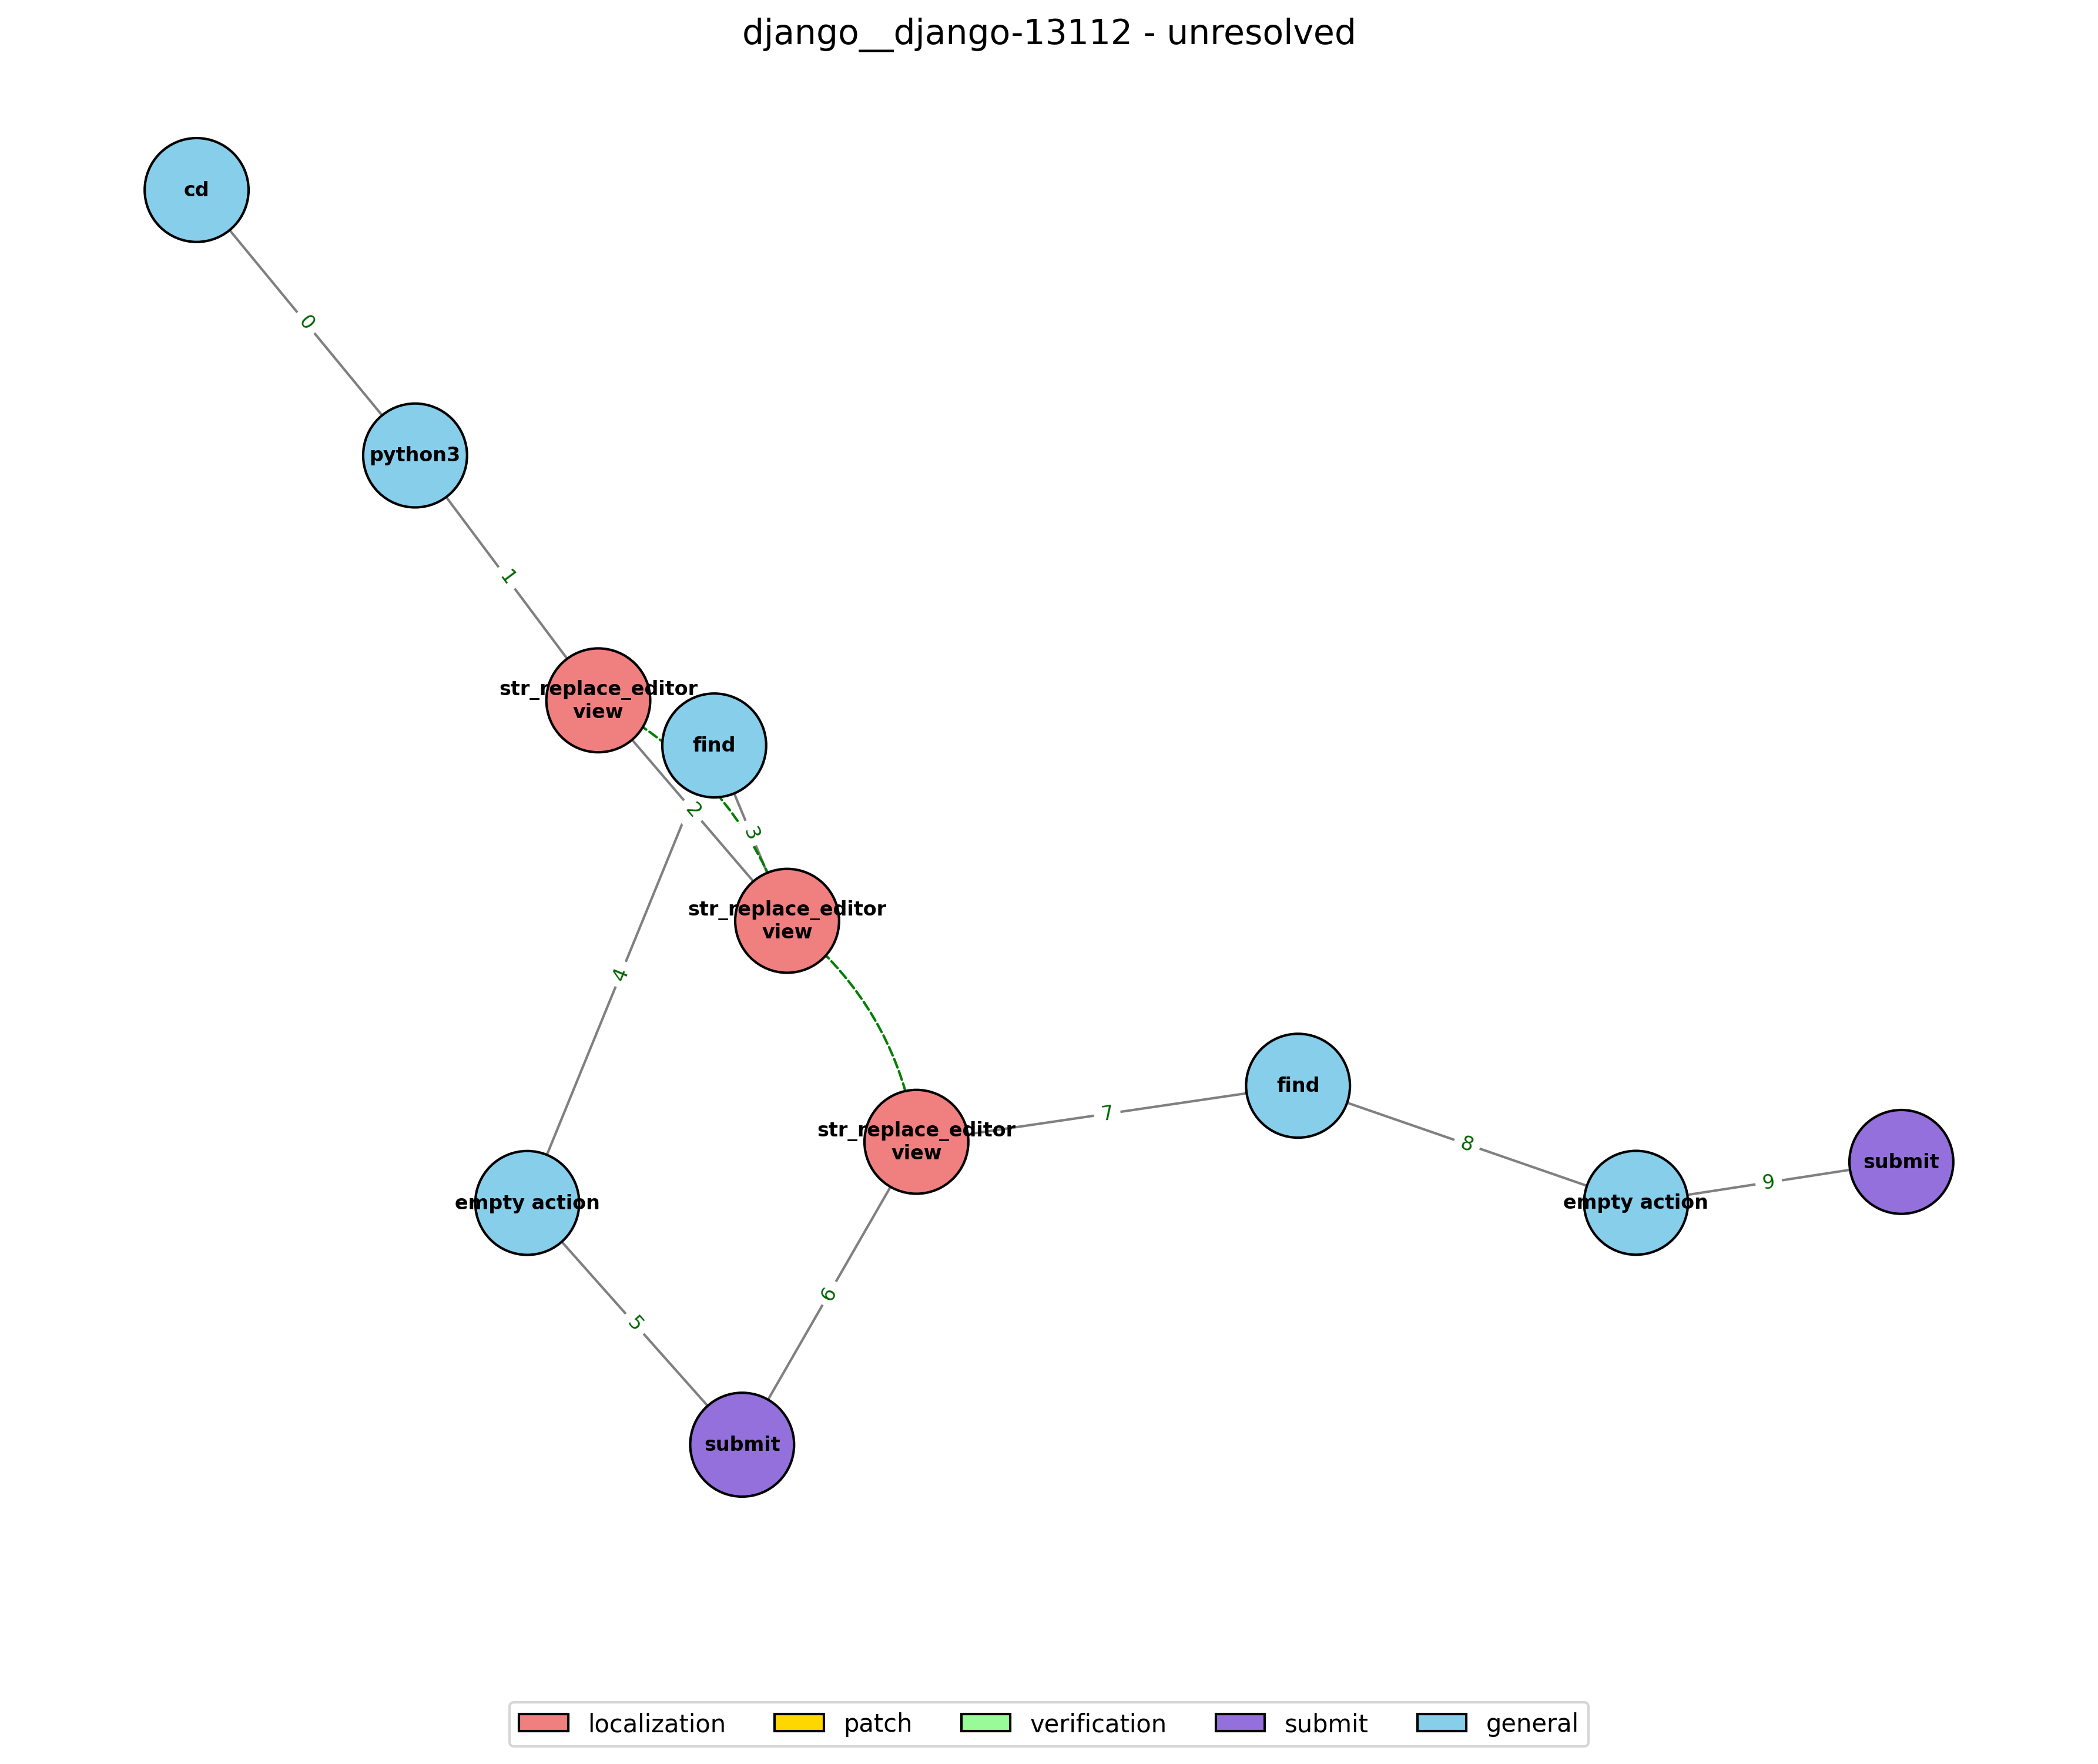 django__django-13112 - unresolved
cd
0
python3
1
str_replace_editor
view
find
2
3
str_replace_editor
view
4
str_replace_editor
view
7
find
8
empty action
9
submit
empty action
5
6
submit
localization
patch
verification
submit
general